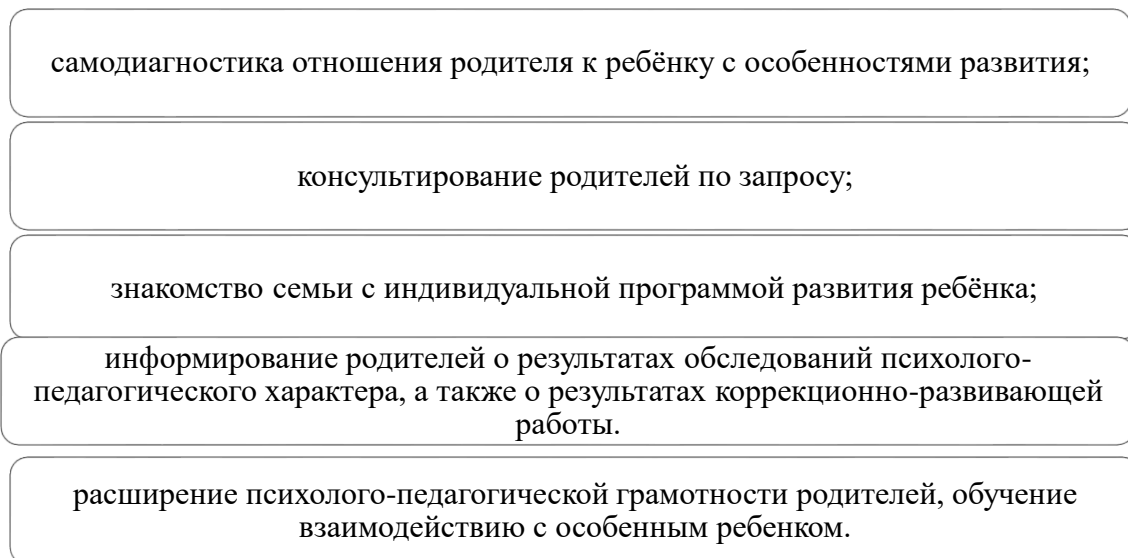 самодиагностика отношения родителя к ребёнку с особенностями развития;
консультирование родителей по запросу;
знакомство семьи с индивидуальной программой развития ребёнка;
информирование родителей о результатах обследований психолого-
педагогического характера, а также о результатах коррекционно-развивающей
работы.
расширение психолого-педагогической грамотности родителей, обучение
взаимодействию с особенным ребенком.